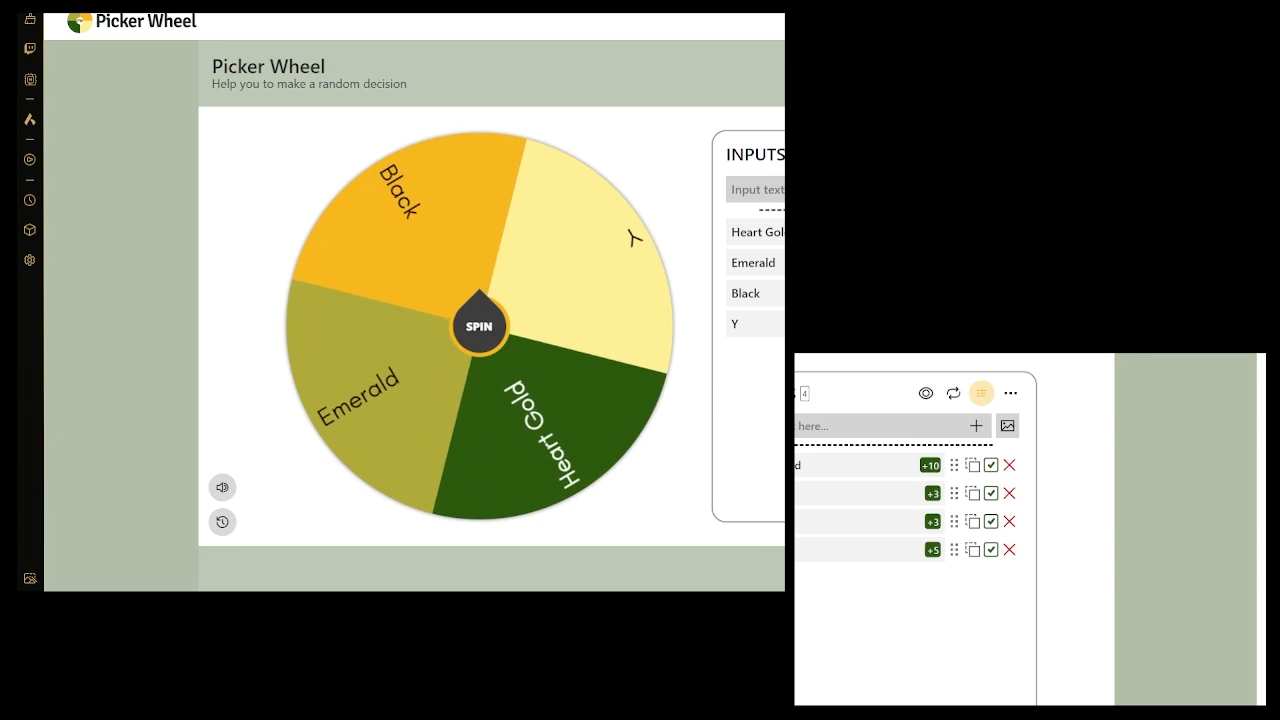 Picker Wheel
Picker Wheel
Help you to make a random decision
Black
Y
Emerald
Heart Gold
SPIN
INPUTS
Input text
Heart Gol
Emerald
Black
Y
4
here...
d
+10
+3
+3
+5